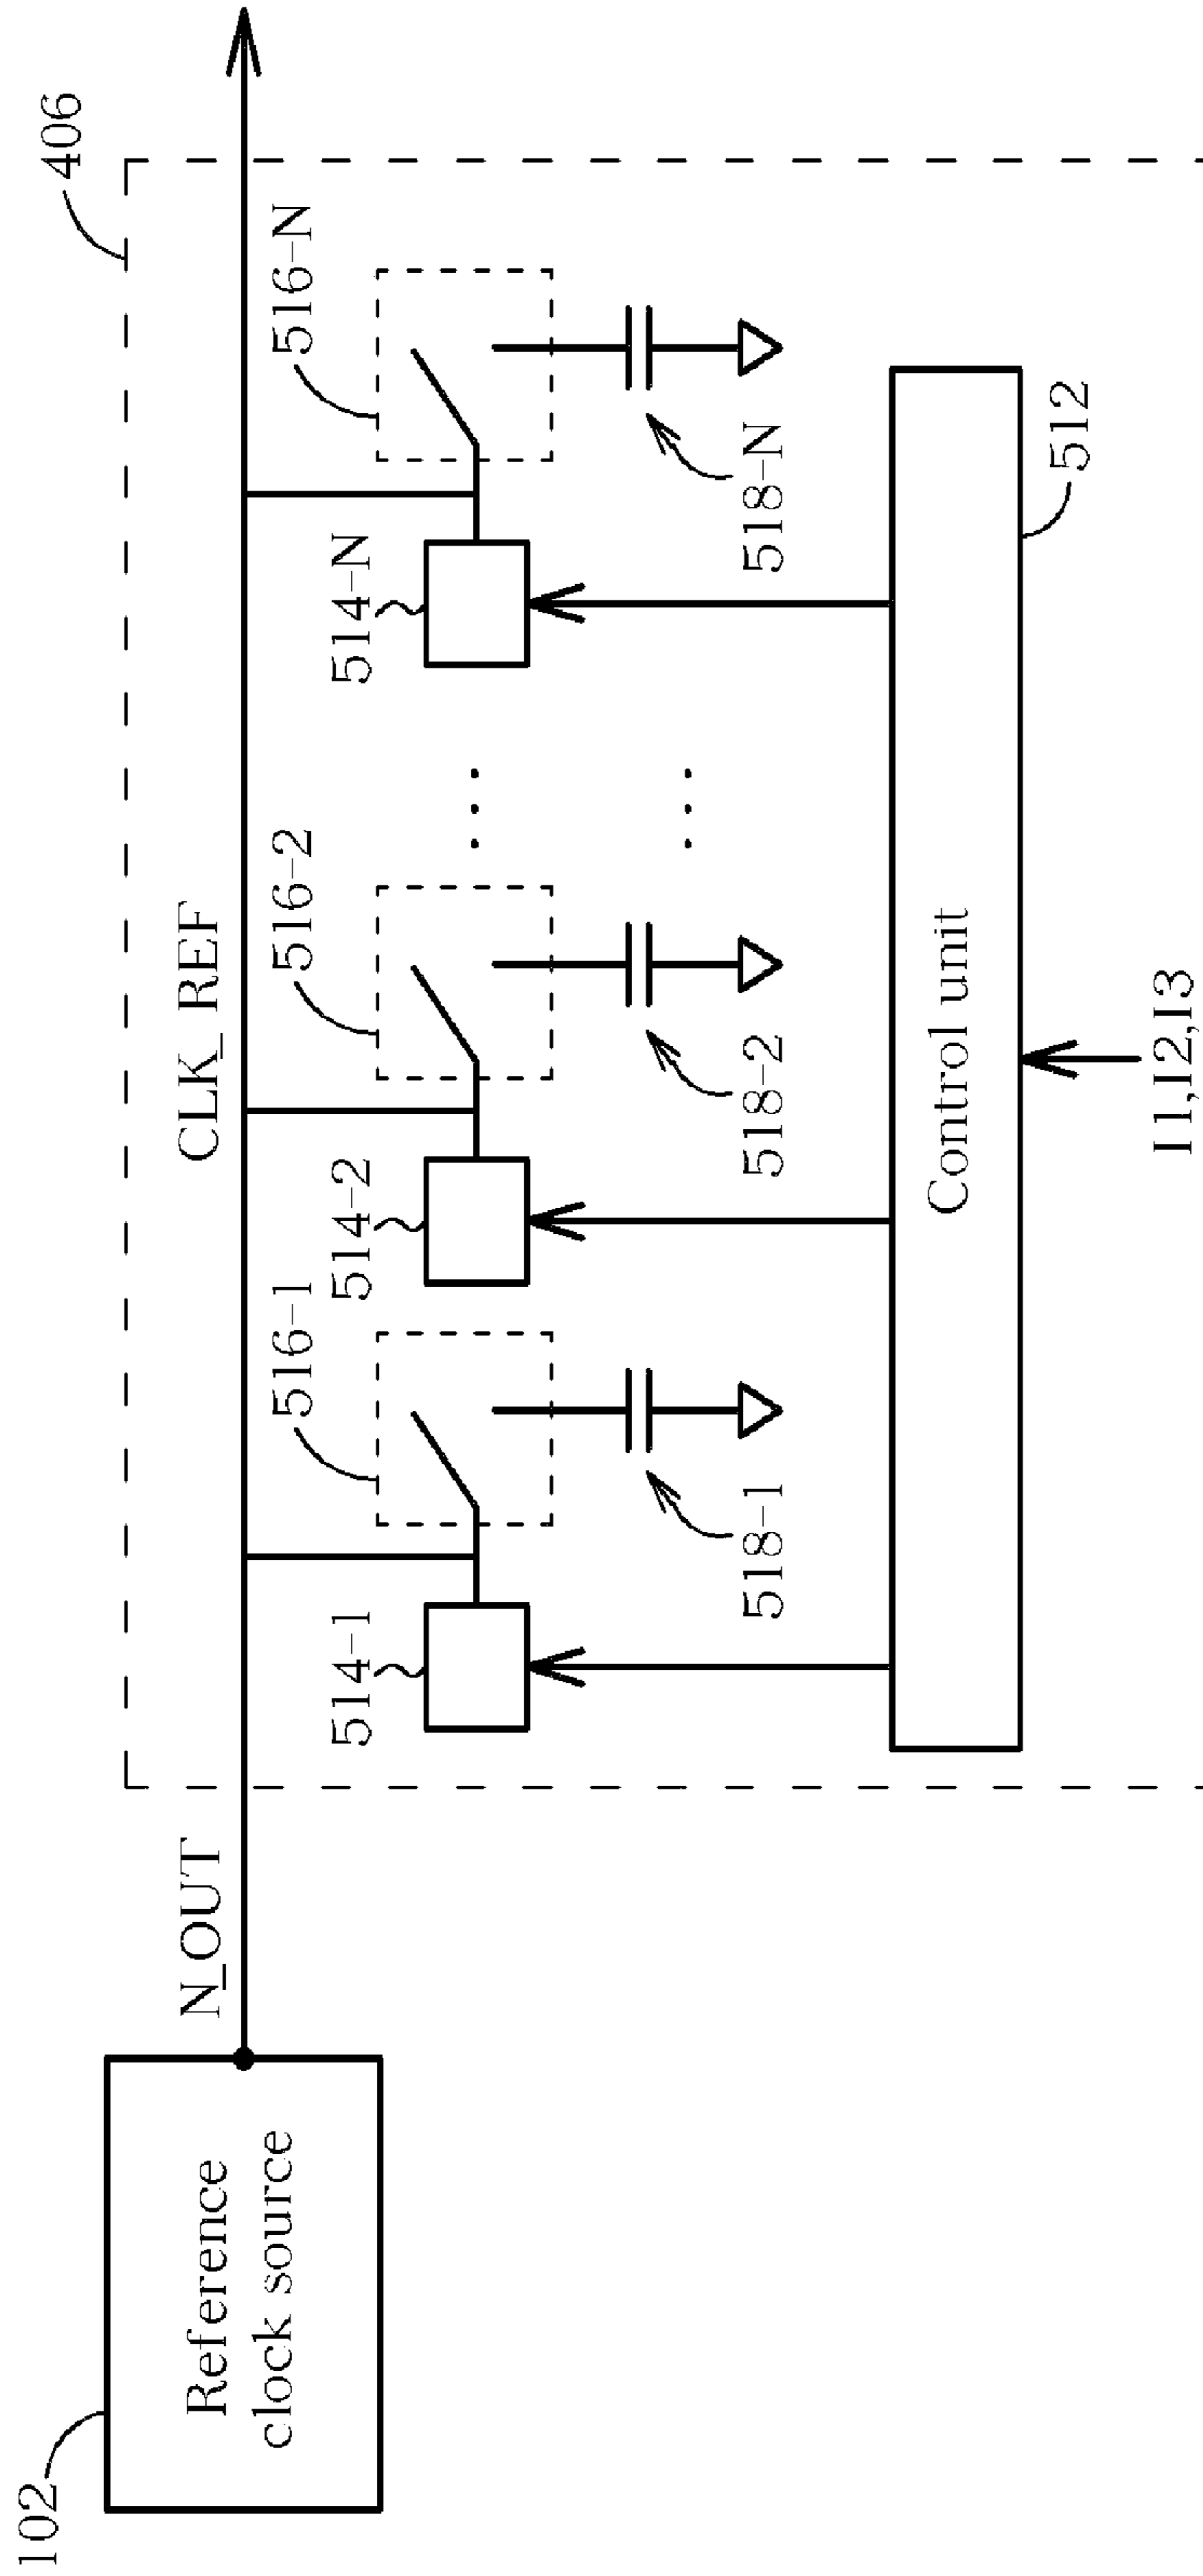 406
CLK_REF
N_OUT
102
Reference
clock source
516-1
516-2
516-N
514-1
514-2
514-N
518-1
518-2
518-N
Control unit
512
I1,I2,I3